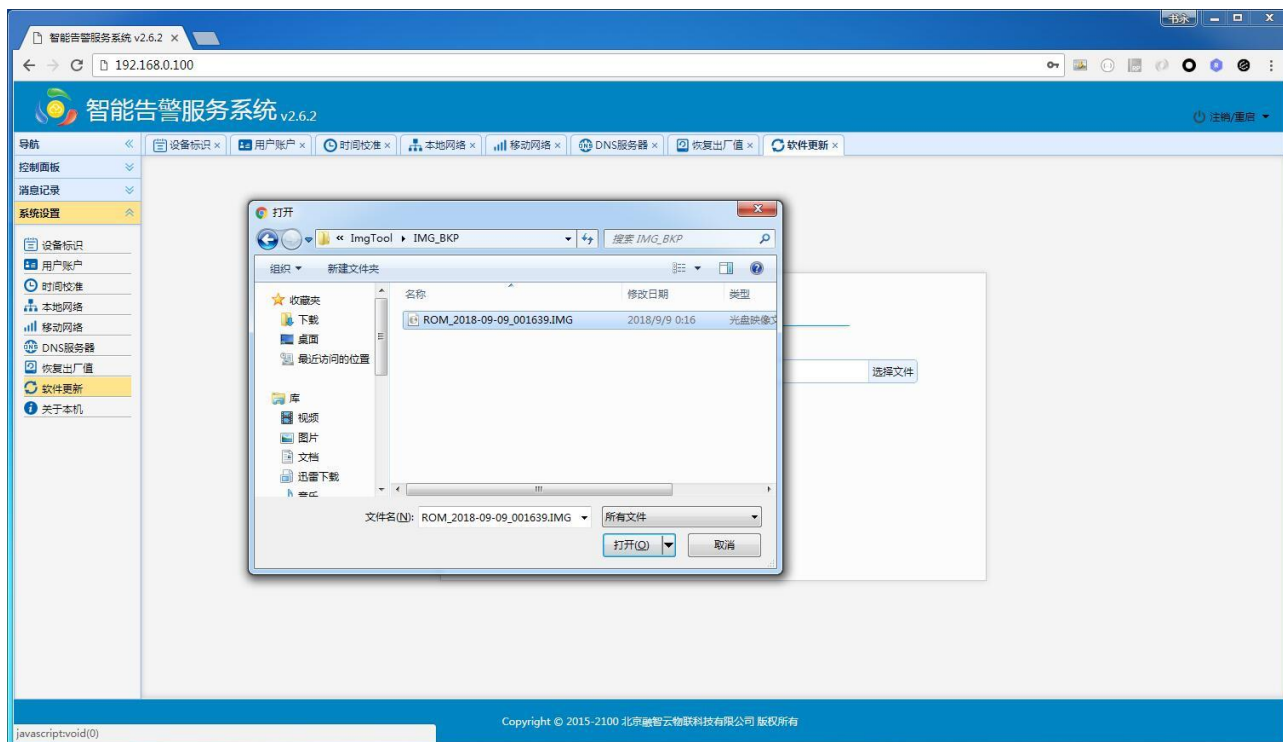 书永
智能告警服务系统 v2.6.2 ×
192.168.0.100
智能告警服务系统 v2.6.2
注销/重启
导航
设备标识 × 用户账户 × 时间校准 × 本地网络 × 移动网络 × DNS服务器 × 恢复出厂值 × 软件更新 ×
控制面板
消息记录
系统设置
设备标识
用户账户
时间校准
本地网络
移动网络
DNS服务器
恢复出厂值
软件更新
关于本机
打开
« ImgTool ▸ IMG_BKP
搜索 IMG_BKP
组织 新建文件夹
收藏夹
下载
桌面
最近访问的位置
库
视频
图片
文档
迅雷下载
音乐
名称 修改日期 类型
ROM_2018-09-09_001639.IMG 2018/9/9 0:16 光盘映像文
文件名(N): ROM_2018-09-09_001639.IMG 所有文件
打开(O) 取消
选择文件
Copyright © 2015-2100 北京融智云物联科技有限公司 版权所有
javascript:void(0)